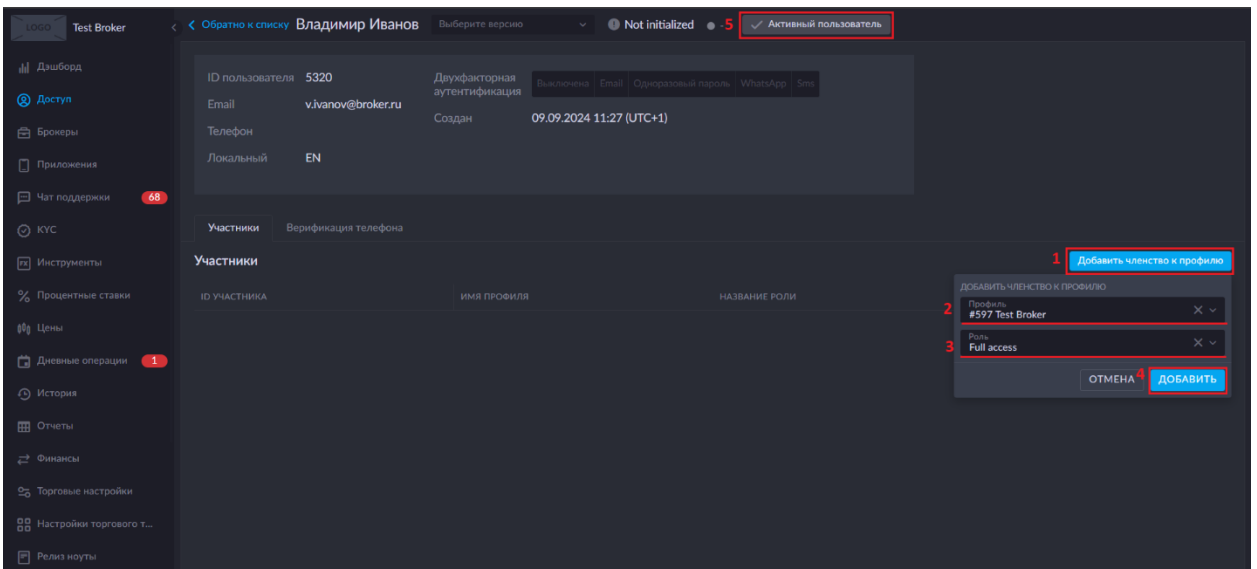 LOGO Test Broker
Обратно к списку Владимир Иванов Выберите версию Not initialized -5 Активный пользователь
Дэшборд
Доступ
Брокеры
Приложения
Чат поддержки 68
KYC
Инструменты
Процентные ставки
Цены
Дневные операции 1
История
Отчеты
Финансы
Торговые настройки
Настройки торгового т...
Релиз ноуты
ID пользователя 5320
Email v.ivanov@broker.ru
Телефон
Локальный EN
Двухфакторная
аутентификация
Выключена Email Одноразовый пароль WhatsApp Sms
Создан 09.09.2024 11:27 (UTC+1)
Участники Верификация телефона
Участники
1 Добавить членство к профилю
ID УЧАСТНИКА ИМЯ ПРОФИЛЯ НАЗВАНИЕ РОЛИ
ДОБАВИТЬ ЧЛЕНСТВО К ПРОФИЛЮ
Профиль
2 #597 Test Broker
Роль
3 Full access
ОТМЕНА 4 ДОБАВИТЬ